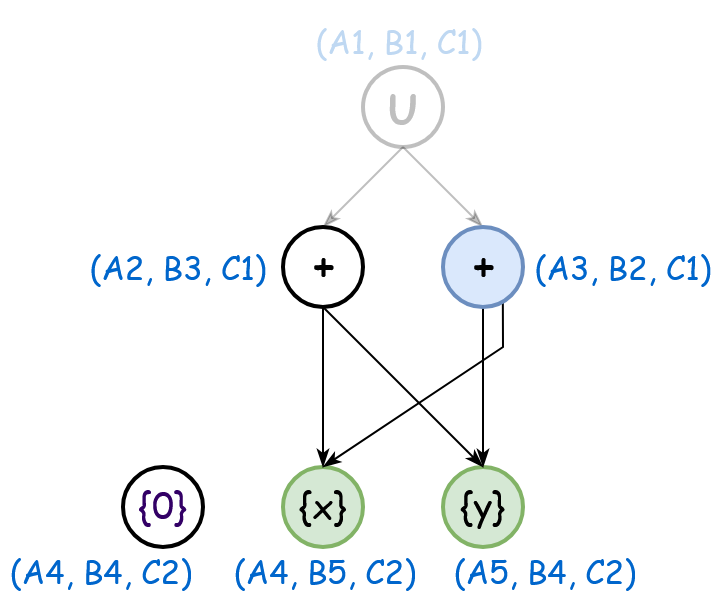 (A1, B1, C1)
U
(A2, B3, C1) + + (A3, B2, C1)
{0} {x} {y}
(A4, B4, C2) (A4, B5, C2) (A5, B4, C2)